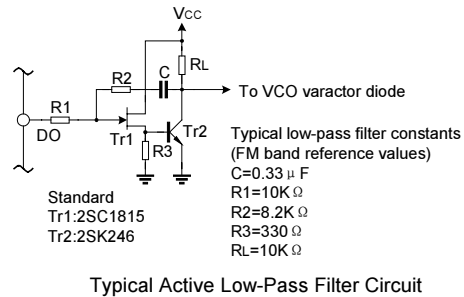 VCC
RL
R2
C
To VCO varactor diode
R1
DO
Tr1
Tr2
R3
Typical low-pass filter constants
(FM band reference values)
C=0.33 μ F
R1=10K Ω
R2=8.2K Ω
R3=330 Ω
RL=10K Ω
Standard
Tr1:2SC1815
Tr2:2SK246
Typical Active Low-Pass Filter Circuit